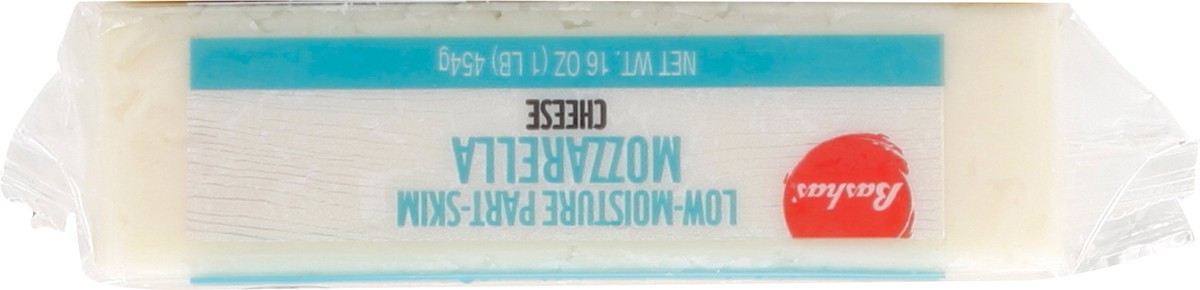 Bashas'
LOW-MOISTURE PART-SKIM
MOZZARELLA
CHEESE
NET WT. 16 OZ (1 LB) 454g